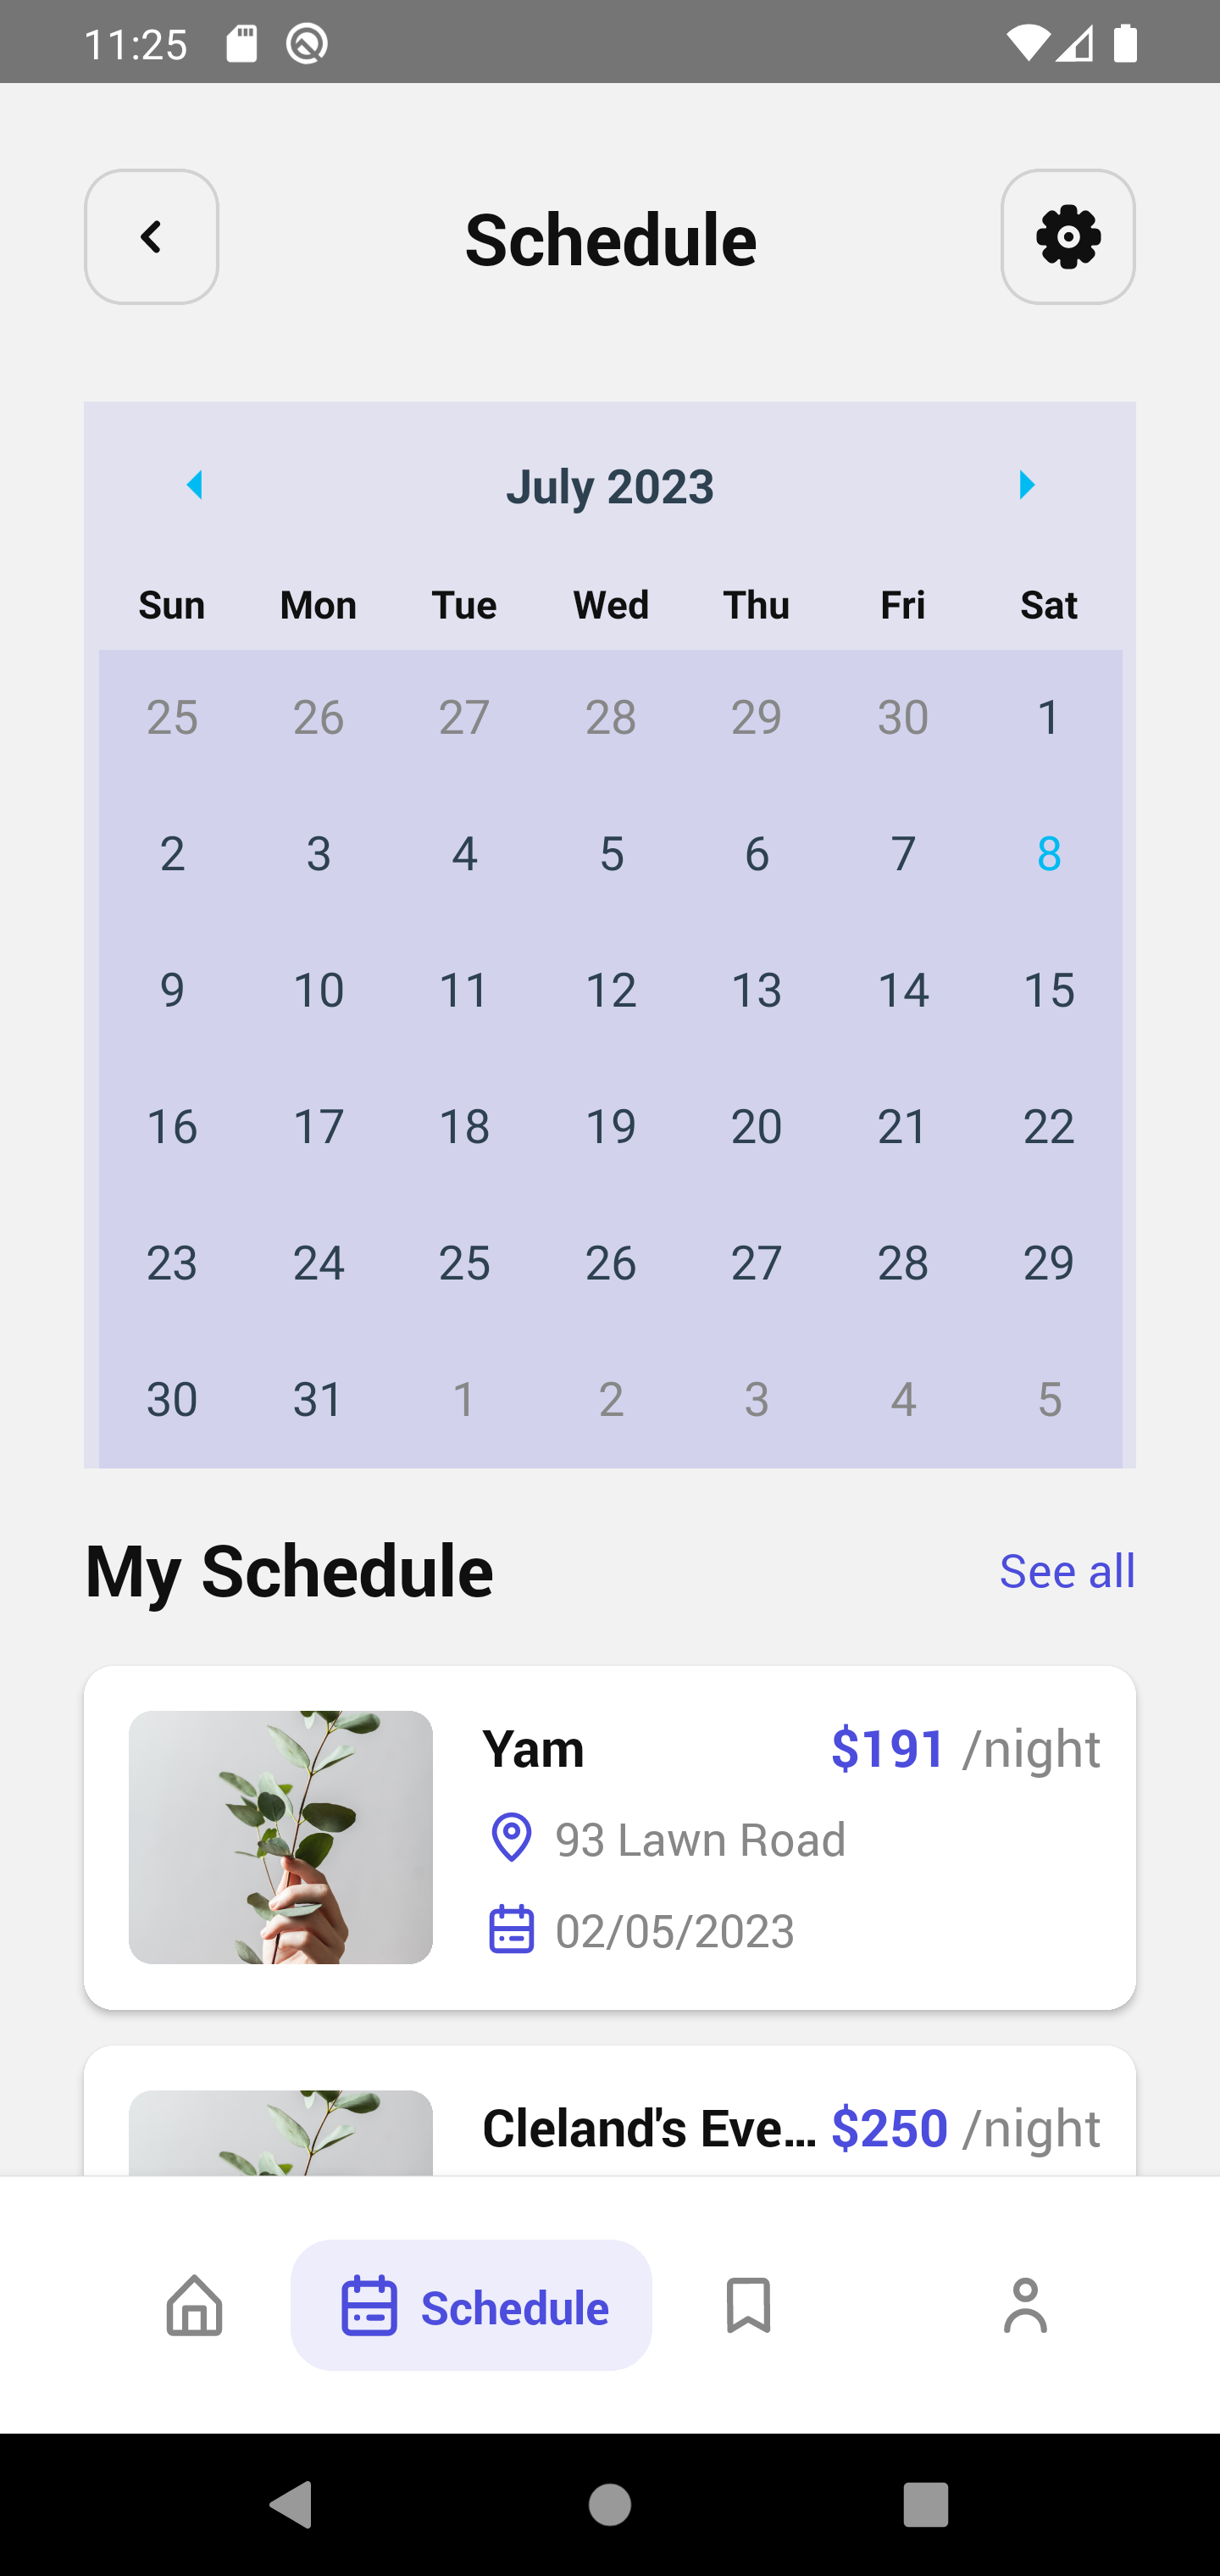 11:25
Schedule
July 2023
Sun Mon Tue Wed Thu Fri Sat
25 26 27 28 29 30 1
2 3 4 5 6 7 8
9 10 11 12 13 14 15
16 17 18 19 20 21 22
23 24 25 26 27 28 29
30 31 1 2 3 4 5
My Schedule See all
Yam $191 /night
93 Lawn Road
02/05/2023
Cleland's Eve... $250 /night
Schedule